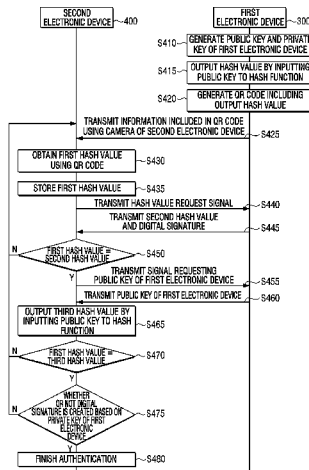 SECOND
ELECTRONIC DEVICE
400
FIRST
ELECTRONIC DEVICE
300
S410
GENERATE PUBLIC KEY AND PRIVATE
KEY OF FIRST ELECTRONIC DEVICE
S415
OUTPUT HASH VALUE BY INPUTTING
PUBLIC KEY TO HASH FUNCTION
S420
GENERATE QR CODE INCLUDING
OUTPUT HASH VALUE
TRANSMIT INFORMATION INCLUDED IN QR CODE
USING CAMERA OF SECOND ELECTRONIC DEVICE
S425
OBTAIN FIRST HASH VALUE
USING QR CODE
S430
STORE FIRST HASH VALUE
S435
TRANSMIT HASH VALUE REQUEST SIGNAL
S440
TRANSMIT SECOND HASH VALUE
AND DIGITAL SIGNATURE
S445
N
FIRST HASH VALUE =
SECOND HASH VALUE
S450
Y
TRANSMIT SIGNAL REQUESTING
PUBLIC KEY OF FIRST ELECTRONIC DEVICE
S455
TRANSMIT PUBLIC KEY OF FIRST ELECTRONIC DEVICE
S460
OUTPUT THIRD HASH VALUE BY
INPUTTING PUBLIC KEY TO HASH
FUNCTION
S465
N
FIRST HASH VALUE =
THIRD HASH VALUE
S470
Y
N
WHETHER
OR NOT DIGITAL
SIGNATURE IS CREATED BASED ON
PRIVATE KEY OF FIRST
ELECTRONIC
DEVICE
S475
Y
FINISH AUTHENTICATION
S480